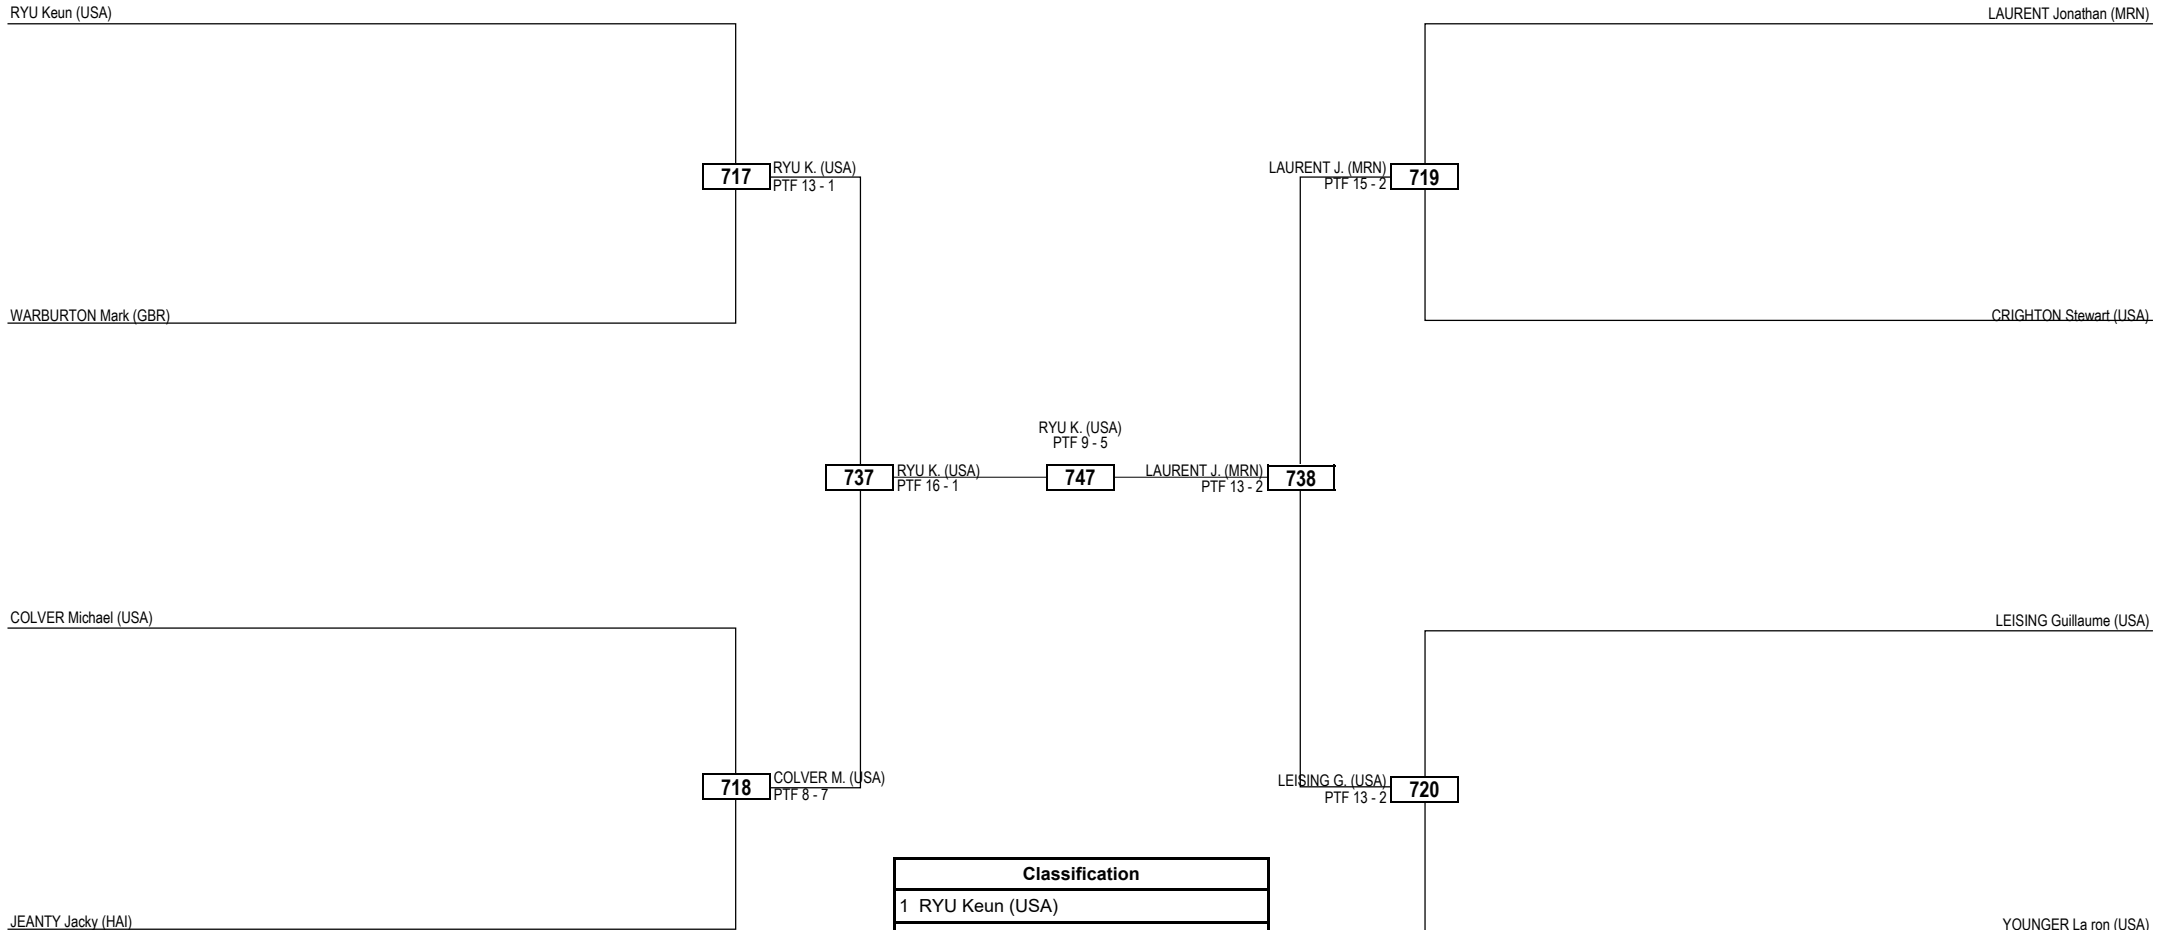 RYU Keun (USA)
LAURENT Jonathan (MRN)
717
RYU K. (USA)
PTF 13 - 1
LAURENT J. (MRN)
PTF 15 - 2
719
WARBURTON Mark (GBR)
CRIGHTON Stewart (USA)
RYU K. (USA)
PTF 9 - 5
737
RYU K. (USA)
PTF 16 - 1
747
LAURENT J. (MRN)
PTF 13 - 2
738
COLVER Michael (USA)
LEISING Guillaume (USA)
718
COLVER M. (USA)
PTF 8 - 7
LEISING G. (USA)
PTF 13 - 2
720
Classification
1 RYU Keun (USA)
JEANTY Jacky (HAI)
YOUNGER La ron (USA)